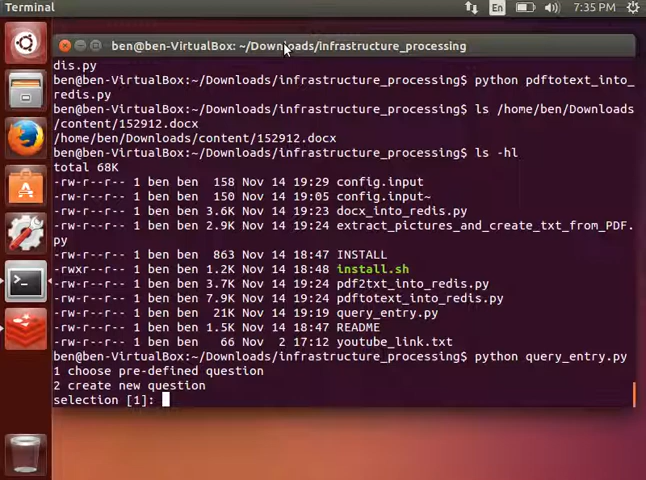 Terminal
En
7:35 PM
ben@ben-VirtualBox: ~/Downloads/infrastructure_processing
dis.py
ben@ben-VirtualBox:~/Downloads/infrastructure_processing$ python pdftotext_into_
redis.py
ben@ben-VirtualBox:~/Downloads/infrastructure_processing$ ls /home/ben/Downloads
/content/152912.docx
/home/ben/Downloads/content/152912.docx
ben@ben-VirtualBox:~/Downloads/infrastructure_processing$ ls -hl
total 68K
-rw-r--r-- 1 ben ben  158 Nov 14 19:29 config.input
-rw-r--r-- 1 ben ben  150 Nov 14 19:05 config.input~
-rw-r--r-- 1 ben ben 3.6K Nov 14 19:23 docx_into_redis.py
-rw-r--r-- 1 ben ben 2.9K Nov 14 19:24 extract_pictures_and_create_txt_from_PDF.
py
-rw-r--r-- 1 ben ben  863 Nov 14 18:47 INSTALL
-rwxr--r-- 1 ben ben 1.2K Nov 14 18:48 install.sh
-rw-r--r-- 1 ben ben 3.7K Nov 14 19:24 pdf2txt_into_redis.py
-rw-r--r-- 1 ben ben 7.9K Nov 14 19:24 pdftotext_into_redis.py
-rw-r--r-- 1 ben ben  21K Nov 14 19:19 query_entry.py
-rw-r--r-- 1 ben ben 1.5K Nov 14 18:47 README
-rw-r--r-- 1 ben ben   66 Nov  2 17:12 youtube_link.txt
ben@ben-VirtualBox:~/Downloads/infrastructure_processing$ python query_entry.py
1 choose pre-defined question
2 create new question
selection [1]: